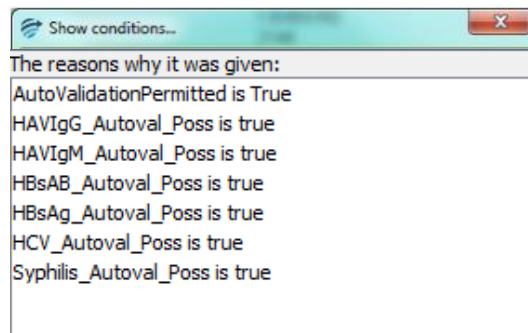 Show conditions...
The reasons why it was given:
AutoValidationPermitted is True
HAVIgG_Autoval_Poss is true
HAVIgM_Autoval_Poss is true
HBsAB_Autoval_Poss is true
HBsAg_Autoval_Poss is true
HCV_Autoval_Poss is true
Syphilis_Autoval_Poss is true